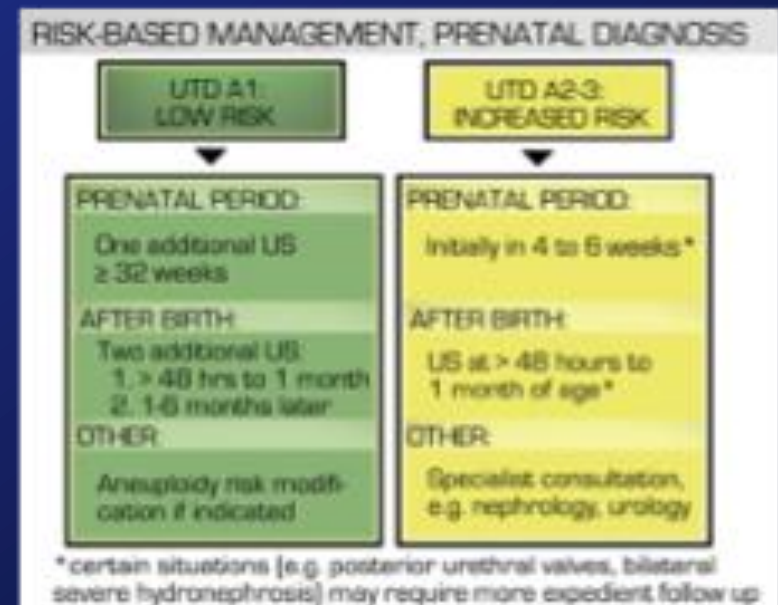 RISK-BASED MANAGEMENT, PRENATAL DIAGNOSIS
UTD A1:
LOW RISK
PRENATAL PERIOD:
One additional US
≥ 32 weeks
AFTER BIRTH:
Two additional US:
1. > 48 hrs to 1 month
2. 1-6 months later
OTHER:
Aneuploidy risk modifi-
cation if indicated
UTD A2-3:
INCREASED RISK
PRENATAL PERIOD:
Initially in 4 to 6 weeks*
AFTER BIRTH:
US at > 48 hours to
1 month of age*
OTHER:
Specialist consultation,
e.g. nephrology, urology
*certain situations (e.g. posterior urethral valves, bilateral
severe hydronephrosis) may require more expedient follow up